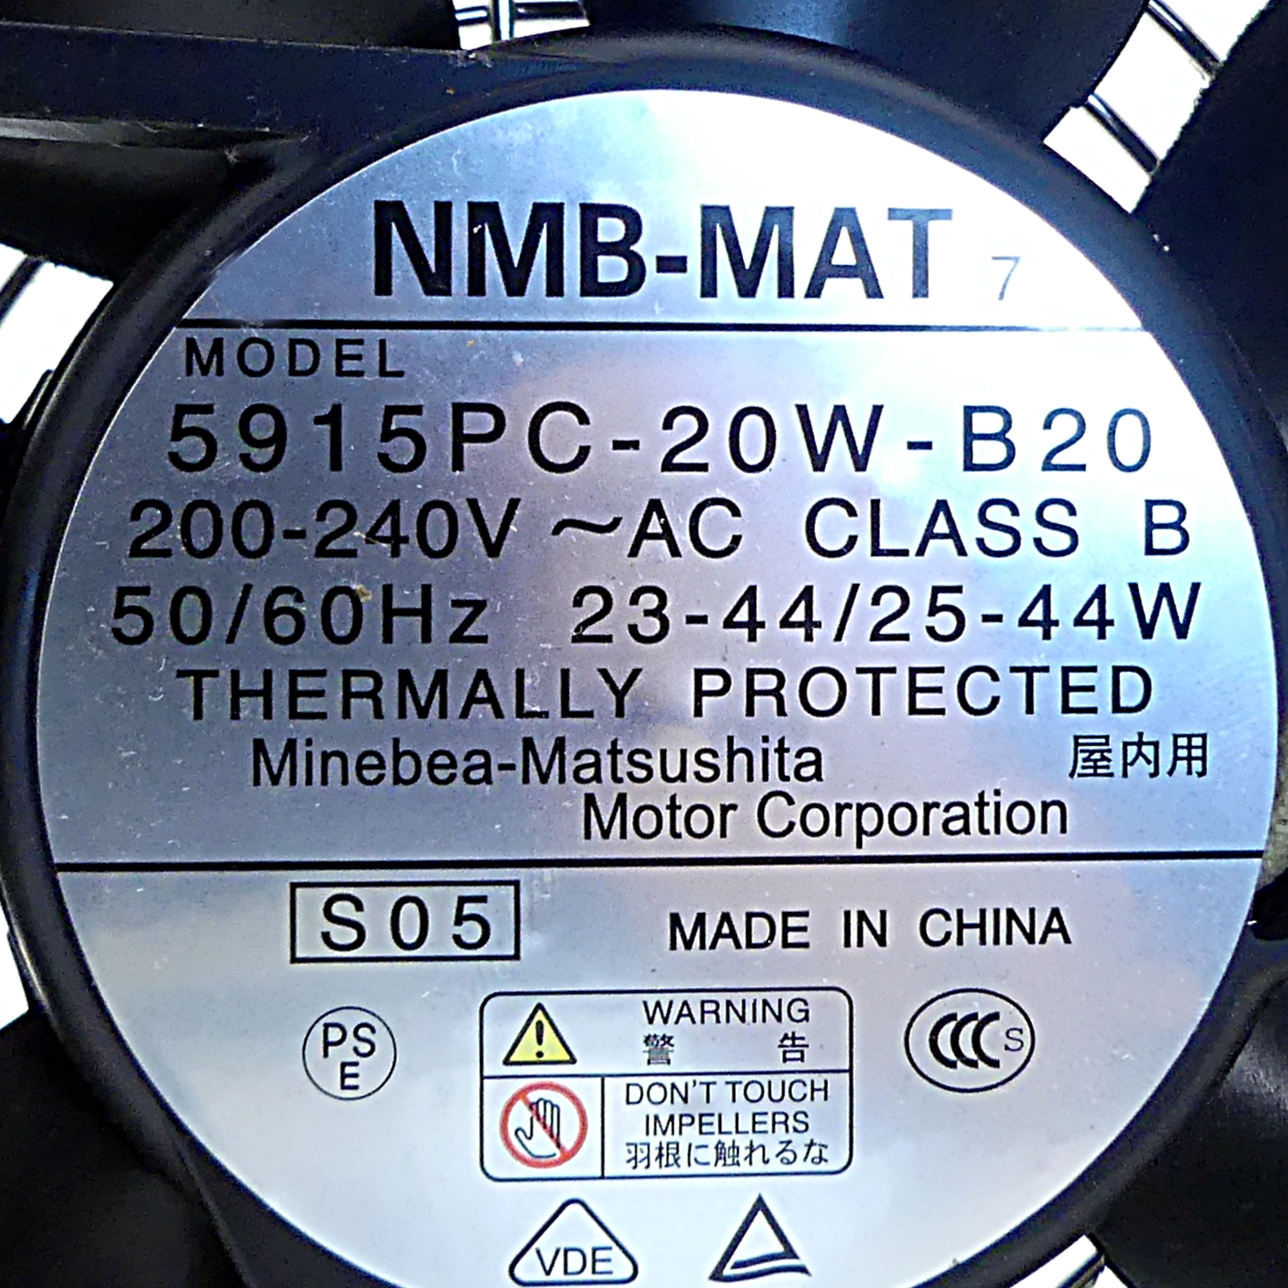 NMB-MAT 7
MODEL
5915PC-20W-B20
200-240V ~AC CLASS B
50/60Hz 23-44/25-44W
THERMALLY PROTECTED
Minebea-Matsushita 屋内用
Motor Corporation
S05 MADE IN CHINA
PS
E
WARNING
警 告
CCC S
DON'T TOUCH
IMPELLERS
羽根に触れるな
VDE